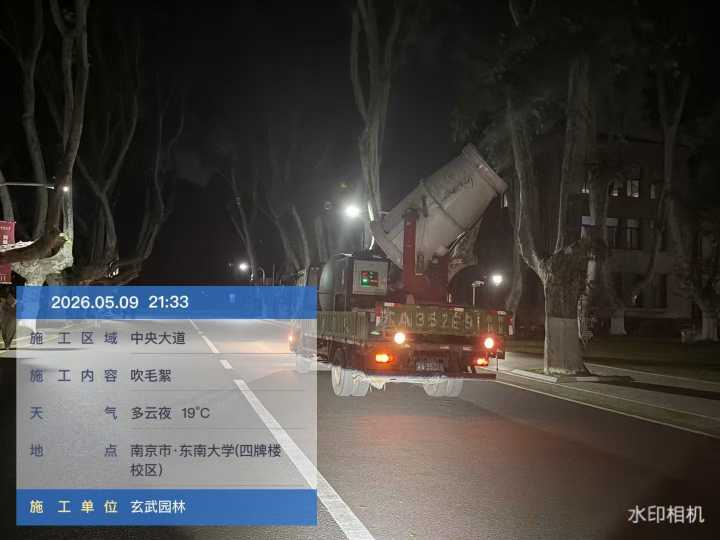 2026.05.09 21:33
施工区域 中央大道
施工内容 吹毛絮
天气 多云夜 19°C
地点 南京市·东南大学(四牌楼
校区)
施工单位 玄武园林
水印相机